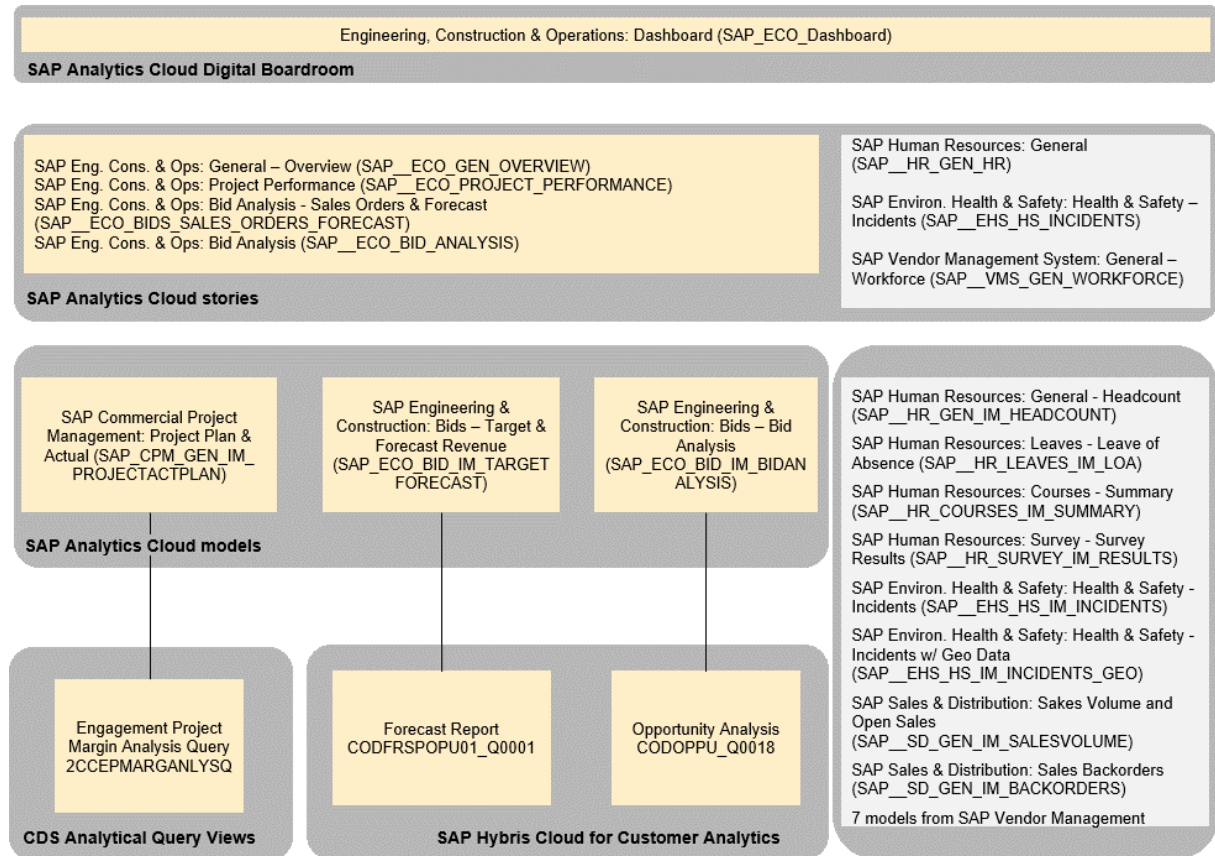 Engineering, Construction & Operations: Dashboard (SAP_ECO_Dashboard)
SAP Analytics Cloud Digital Boardroom
SAP Eng. Cons. & Ops: General – Overview (SAP__ECO_GEN_OVERVIEW)
SAP Eng. Cons. & Ops: Project Performance (SAP__ECO_PROJECT_PERFORMANCE)
SAP Eng. Cons. & Ops: Bid Analysis - Sales Orders & Forecast
(SAP__ECO_BIDS_SALES_ORDERS_FORECAST)
SAP Eng. Cons. & Ops: Bid Analysis (SAP__ECO_BID_ANALYSIS)
SAP Analytics Cloud stories
SAP Human Resources: General
(SAP__HR_GEN_HR)
SAP Environ. Health & Safety: Health & Safety –
Incidents (SAP__EHS_HS_INCIDENTS)
SAP Vendor Management System: General –
Workforce (SAP__VMS_GEN_WORKFORCE)
SAP Commercial Project
Management: Project Plan &
Actual (SAP_CPM_GEN_IM_
PROJECTACTPLAN)
SAP Engineering &
Construction: Bids – Target &
Forecast Revenue
(SAP_ECO_BID_IM_TARGET
FORECAST)
SAP Engineering &
Construction: Bids – Bid
Analysis
(SAP_ECO_BID_IM_BIDAN
ALYSIS)
SAP Analytics Cloud models
Engagement Project
Margin Analysis Query
2CCEPMARGANLYSQ
CDS Analytical Query Views
Forecast Report
CODFRSPOPU01_Q0001
Opportunity Analysis
CODOPPU_Q0018
SAP Hybris Cloud for Customer Analytics
SAP Human Resources: General - Headcount
(SAP__HR_GEN_IM_HEADCOUNT)
SAP Human Resources: Leaves - Leave of
Absence (SAP__HR_LEAVES_IM_LOA)
SAP Human Resources: Courses - Summary
(SAP__HR_COURSES_IM_SUMMARY)
SAP Human Resources: Survey - Survey
Results (SAP__HR_SURVEY_IM_RESULTS)
SAP Environ. Health & Safety: Health & Safety -
Incidents (SAP__EHS_HS_IM_INCIDENTS)
SAP Environ. Health & Safety: Health & Safety -
Incidents w/ Geo Data
(SAP__EHS_HS_IM_INCIDENTS_GEO)
SAP Sales & Distribution: Sakes Volume and
Open Sales
(SAP__SD_GEN_IM_SALESVOLUME)
SAP Sales & Distribution: Sales Backorders
(SAP__SD_GEN_IM_BACKORDERS)
7 models from SAP Vendor Management